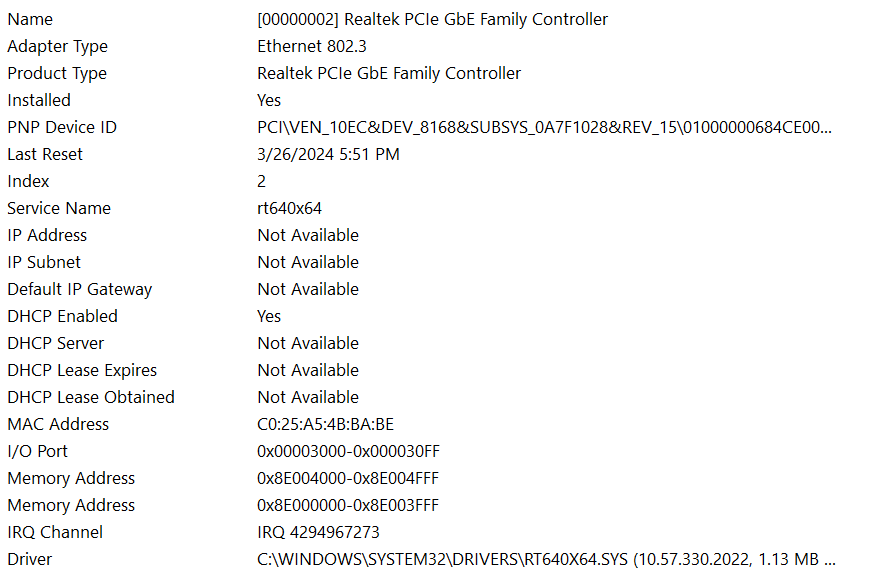 Name [00000002] Realtek PCIe GbE Family Controller
Adapter Type Ethernet 802.3
Product Type Realtek PCIe GbE Family Controller
Installed Yes
PNP Device ID PCI\VEN_10EC&DEV_8168&SUBSYS_0A7F1028&REV_15\01000000684CE00...
Last Reset 3/26/2024 5:51 PM
Index 2
Service Name rt640x64
IP Address Not Available
IP Subnet Not Available
Default IP Gateway Not Available
DHCP Enabled Yes
DHCP Server Not Available
DHCP Lease Expires Not Available
DHCP Lease Obtained Not Available
MAC Address C0:25:A5:4B:BA:BE
I/O Port 0x00003000-0x000030FF
Memory Address 0x8E004000-0x8E004FFF
Memory Address 0x8E000000-0x8E003FFF
IRQ Channel IRQ 4294967273
Driver C:\WINDOWS\SYSTEM32\DRIVERS\RT640X64.SYS (10.57.330.2022, 1.13 MB ...